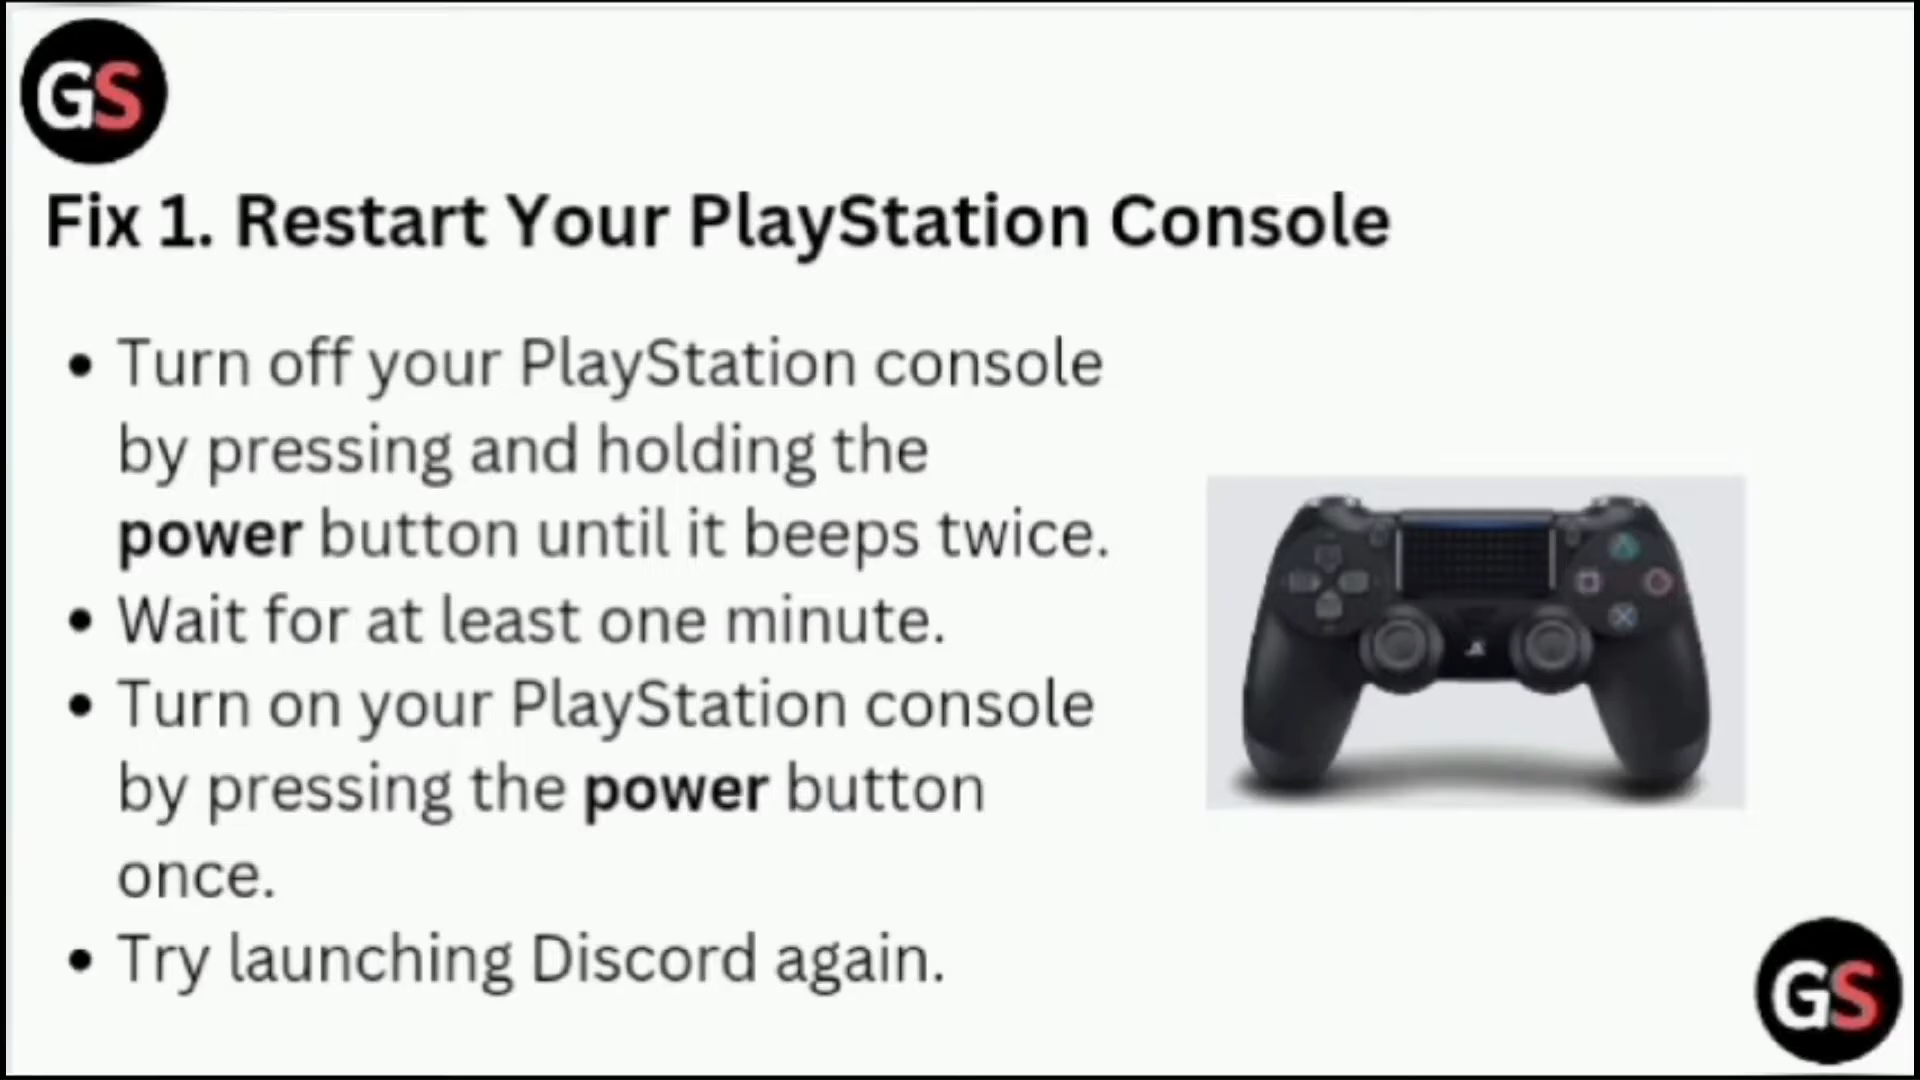 GS
Fix 1. Restart Your PlayStation Console
• Turn off your PlayStation console
by pressing and holding the
power button until it beeps twice.
• Wait for at least one minute.
• Turn on your PlayStation console
by pressing the power button
once.
• Try launching Discord again.
GS